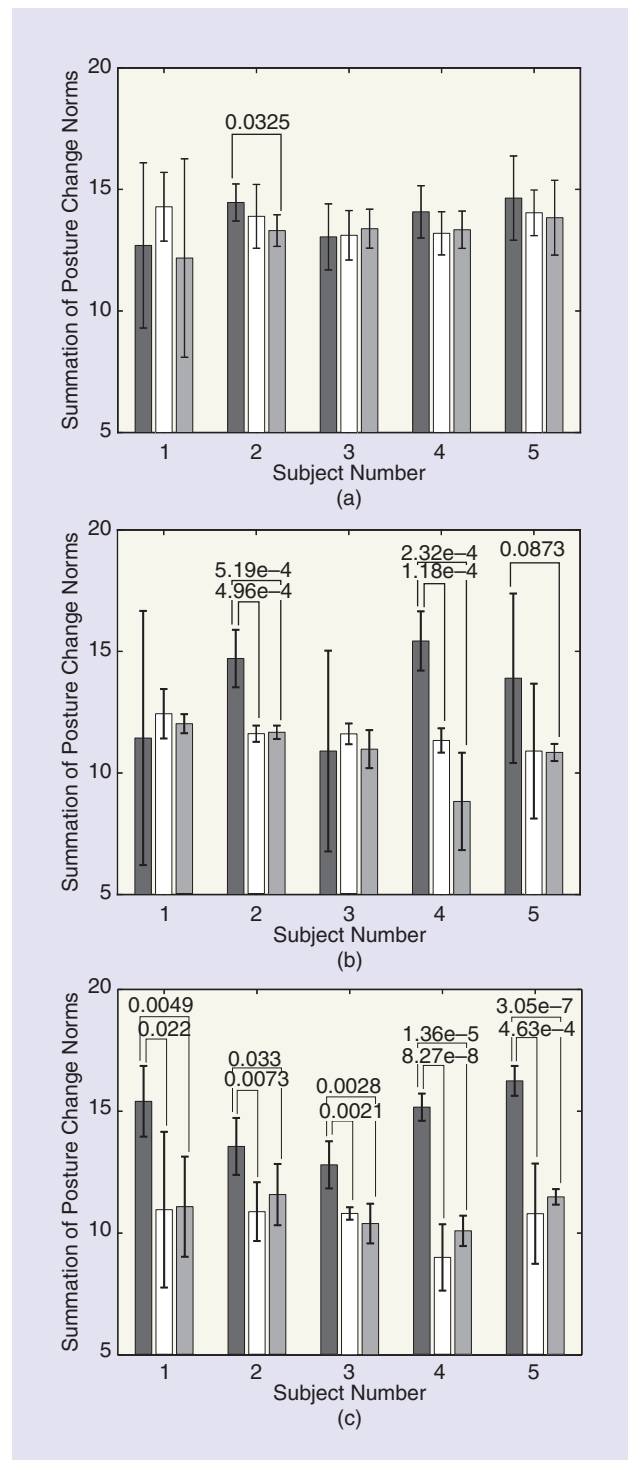 20
0.0325
15
10
5
Summation of Posture Change Norms
1 2 3 4 5
Subject Number
(a)
20
5.19e–4
4.96e–4
2.32e–4
1.18e–4
0.0873
15
10
5
Summation of Posture Change Norms
1 2 3 4 5
Subject Number
(b)
20
0.0049
0.022
0.033
0.0073
0.0028
0.0021
1.36e–5
8.27e–8
3.05e–7
4.63e–4
15
10
5
Summation of Posture Change Norms
1 2 3 4 5
Subject Number
(c)